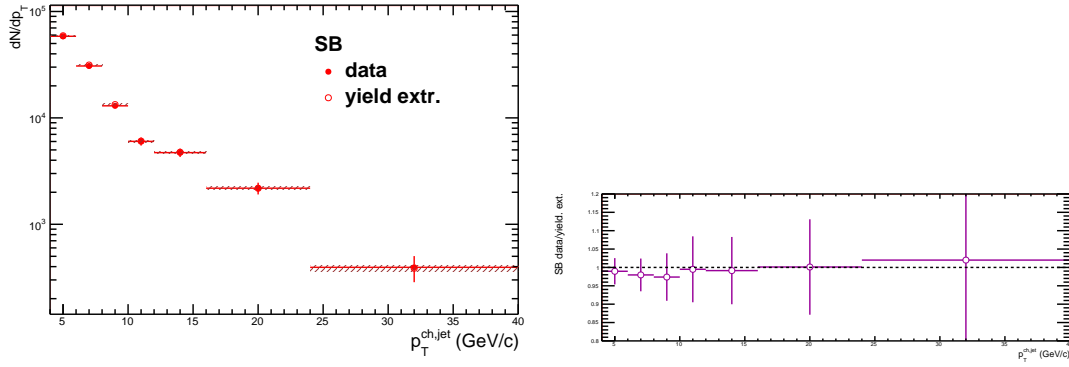 dN/dp_T
10^5
10^4
10^3
SB
data
yield extr.
5 10 15 20 25 30 35 40
p_T^ch,jet (GeV/c)
SB data/yield. ext.
1.2
1.15
1.1
1.05
1
0.95
0.9
0.85
0.8
5 10 15 20 25 30 35 40
p_T^ch,jet (GeV/c)